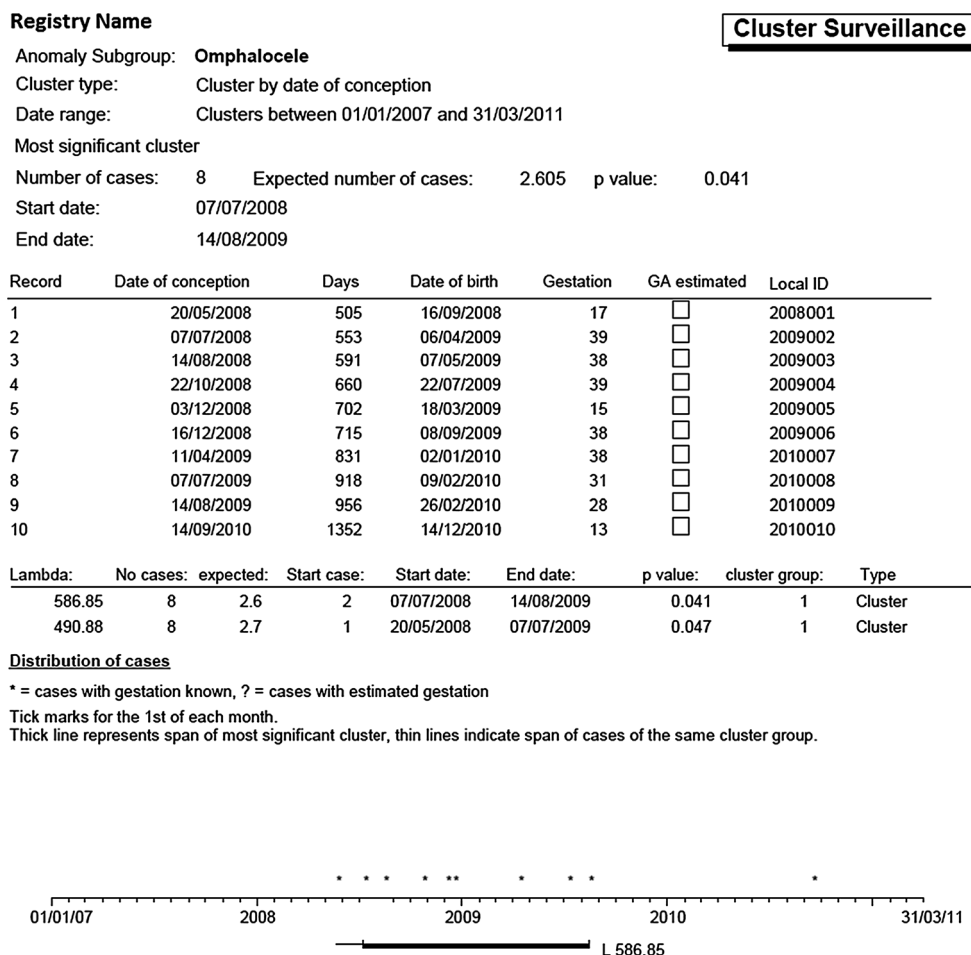 Registry Name
Cluster Surveillance
Anomaly Subgroup: Omphalocele
Cluster type: Cluster by date of conception
Date range: Clusters between 01/01/2007 and 31/03/2011
Most significant cluster
Number of cases: 8 Expected number of cases: 2.605 p value: 0.041
Start date: 07/07/2008
End date: 14/08/2009
Record Date of conception Days Date of birth Gestation GA estimated Local ID
1 20/05/2008 505 16/09/2008 17 2008001
2 07/07/2008 553 06/04/2009 39 2009002
3 14/08/2008 591 07/05/2009 38 2009003
4 22/10/2008 660 22/07/2009 39 2009004
5 03/12/2008 702 18/03/2009 15 2009005
6 16/12/2008 715 08/09/2009 38 2009006
7 11/04/2009 831 02/01/2010 38 2010007
8 07/07/2009 918 09/02/2010 31 2010008
9 14/08/2009 956 26/02/2010 28 2010009
10 14/09/2010 1352 14/12/2010 13 2010010
Lambda: No cases: expected: Start case: Start date: End date: p value: cluster group: Type
586.85 8 2.6 2 07/07/2008 14/08/2009 0.041 1 Cluster
490.88 8 2.7 1 20/05/2008 07/07/2009 0.047 1 Cluster
Distribution of cases
* = cases with gestation known, ? = cases with estimated gestation
Tick marks for the 1st of each month.
Thick line represents span of most significant cluster, thin lines indicate span of cases of the same cluster group.
* * * * ** * * * *
01/01/07 2008 2009 2010 31/03/11
L 586.85